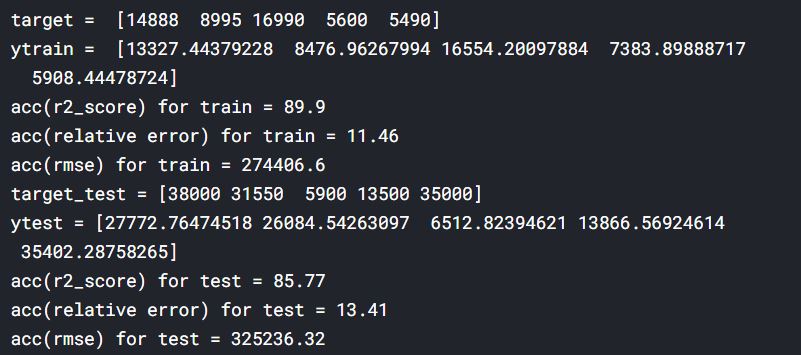 target =  [14888  8995 16990  5600  5490]
ytrain =  [13327.44379228  8476.96267994 16554.20097884  7383.89888717
  5908.44478724]
acc(r2_score) for train = 89.9
acc(relative error) for train = 11.46
acc(rmse) for train = 274406.6
target_test = [38000 31550  5900 13500 35000]
ytest = [27772.76474518 26084.54263097  6512.82394621 13866.56924614
 35402.28758265]
acc(r2_score) for test = 85.77
acc(relative error) for test = 13.41
acc(rmse) for test = 325236.32